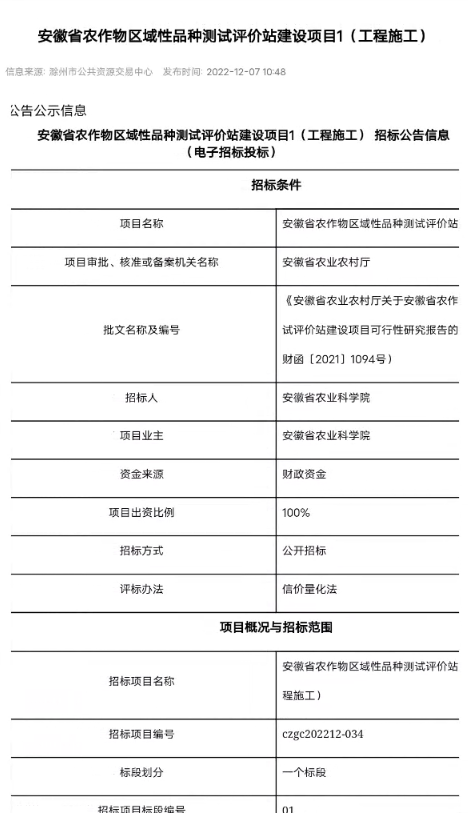 安徽省农作物区域性品种测试评价站建设项目1（工程施工）
信息来源: 滁州市公共资源交易中心 发布时间: 2022-12-07 10:48
公告公示信息
安徽省农作物区域性品种测试评价站建设项目1（工程施工） 招标公告信息
（电子招标投标）
招标条件
项目名称 安徽省农作物区域性品种测试评价站
项目审批、核准或备案机关名称 安徽省农业农村厅
批文名称及编号 《安徽省农业农村厅关于安徽省农作
试评价站建设项目可行性研究报告的
财函〔2021〕1094号）
招标人 安徽省农业科学院
项目业主 安徽省农业科学院
资金来源 财政资金
项目出资比例 100%
招标方式 公开招标
评标办法 信价量化法
项目概况与招标范围
招标项目名称 安徽省农作物区域性品种测试评价站
程施工）
招标项目编号 czgc202212-034
标段划分 一个标段
招标项目标段编号 01